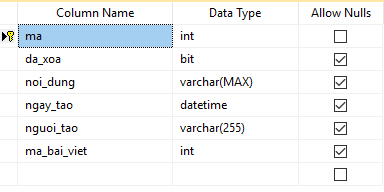 Column Name Data Type Allow Nulls
ma int
da_xoa bit
noi_dung varchar(MAX)
ngay_tao datetime
nguoi_tao varchar(255)
ma_bai_viet int